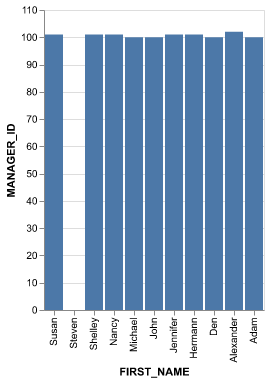 110
100
90
80
70
60
50
40
30
20
10
0
MANAGER_ID
Susan
Steven
Shelley
Nancy
Michael
John
Jennifer
Hermann
Den
Alexander
Adam
FIRST_NAME